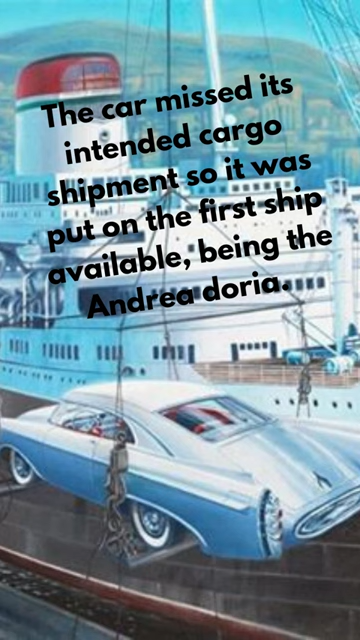 The car missed its
intended cargo
shipment so it was
put on the first ship
available, being the
Andrea doria.